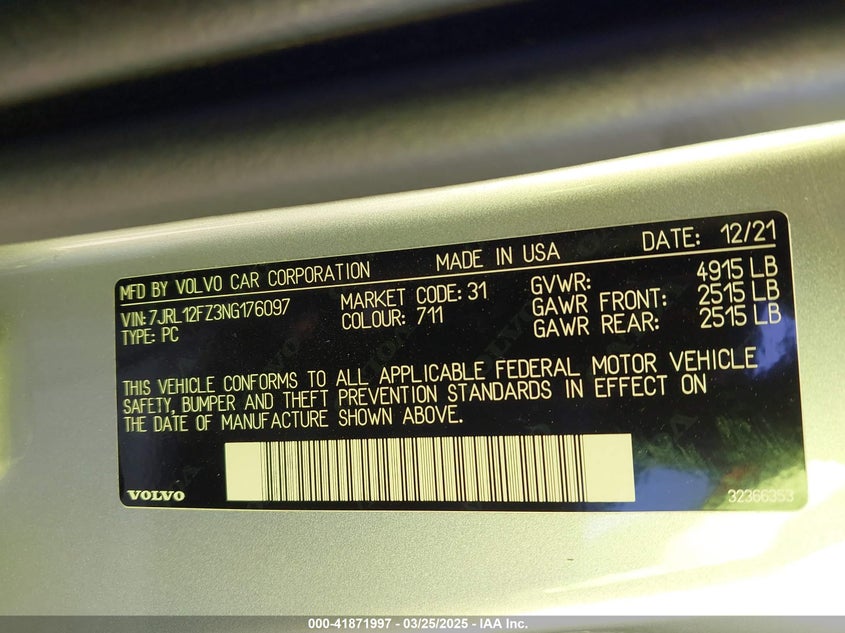 MFD BY VOLVO CAR CORPORATION MADE IN USA DATE: 12/21
VIN: 7JRL12FZ3NG176097 MARKET CODE: 31 GVWR: 4915 LB
TYPE: PC COLOUR: 711 GAWR FRONT: 2515 LB
GAWR REAR: 2515 LB
THIS VEHICLE CONFORMS TO ALL APPLICABLE FEDERAL MOTOR VEHICLE
SAFETY, BUMPER AND THEFT PREVENTION STANDARDS IN EFFECT ON
THE DATE OF MANUFACTURE SHOWN ABOVE.
VOLVO 32366353
000-41871997 - 03/25/2025 - IAA Inc.